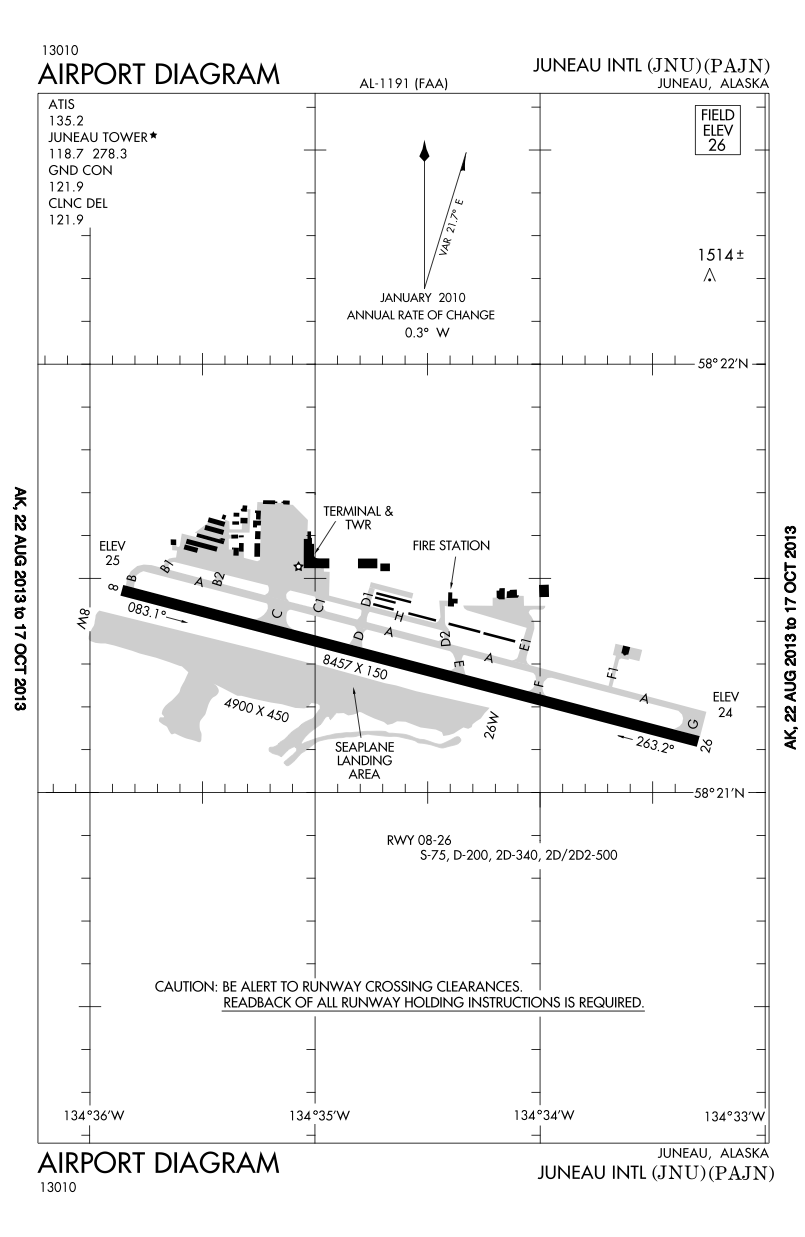 13010
AIRPORT DIAGRAM
AL-1191 (FAA)
JUNEAU INTL (JNU)(PAJN)
JUNEAU, ALASKA
ATIS
135.2
JUNEAU TOWER★
118.7 278.3
GND CON
121.9
CLNC DEL
121.9
FIELD
ELEV
26
VAR 21.7° E
JANUARY 2010
ANNUAL RATE OF CHANGE
0.3° W
1514 ±
58° 22'N
AK, 22 AUG 2013 to 17 OCT 2013
AK, 22 AUG 2013 to 17 OCT 2013
TERMINAL &
TWR
FIRE STATION
ELEV
25
8
B
B1
A
B2
C
C1
D1
H
A
D
D2
E
A
E1
F
F1
A
G
ELEV
24
26
083.1°
8W
8457 X 150
263.2°
4900 X 450
26W
SEAPLANE
LANDING
AREA
58° 21'N
RWY 08-26
S-75, D-200, 2D-340, 2D/2D2-500
CAUTION: BE ALERT TO RUNWAY CROSSING CLEARANCES.
READBACK OF ALL RUNWAY HOLDING INSTRUCTIONS IS REQUIRED.
134°36'W
134°35'W
134°34'W
134°33'W
AIRPORT DIAGRAM
13010
JUNEAU, ALASKA
JUNEAU INTL (JNU)(PAJN)